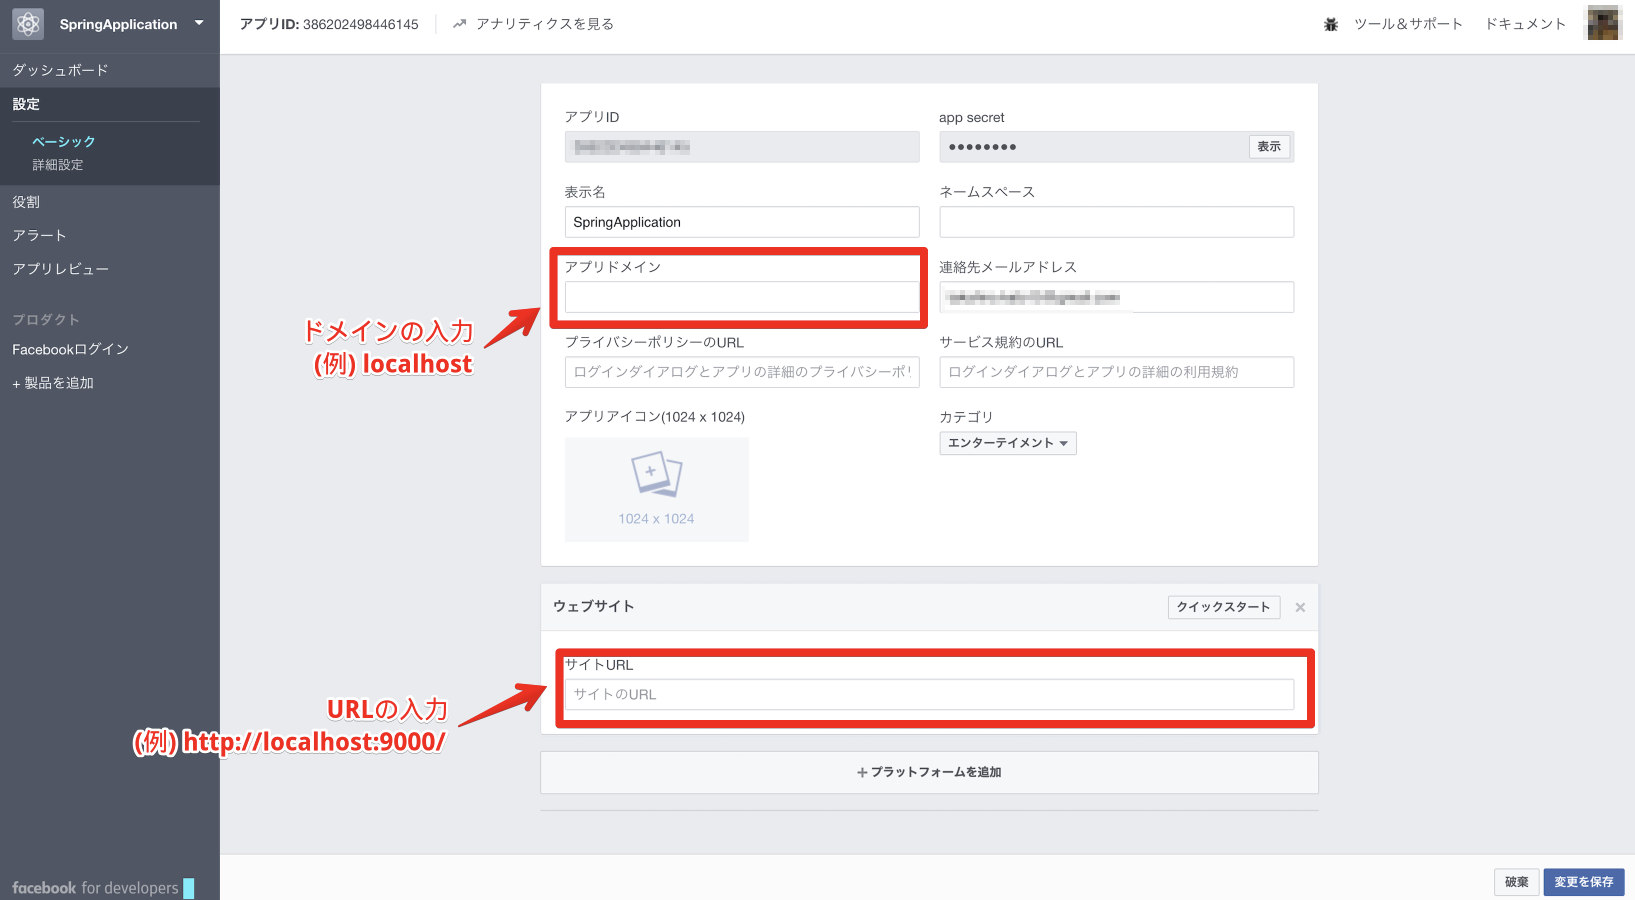 SpringApplication
アプリID: 386202498446145
アナリティクスを見る
ツール＆サポート
ドキュメント
ダッシュボード
設定
ベーシック
詳細設定
役割
アラート
アプリレビュー
プロダクト
Facebookログイン
+ 製品を追加
アプリID
app secret
●●●●●●●●
表示
表示名
ネームスペース
SpringApplication
アプリドメイン
連絡先メールアドレス
ドメインの入力
(例) localhost
プライバシーポリシーのURL
サービス規約のURL
ログインダイアログとアプリの詳細のプライバシーポリ
ログインダイアログとアプリの詳細の利用規約
アプリアイコン(1024 x 1024)
カテゴリ
エンターテイメント
1024 x 1024
ウェブサイト
クイックスタート
サイトURL
サイトのURL
URLの入力
(例) http://localhost:9000/
+ プラットフォームを追加
facebook for developers
破棄
変更を保存